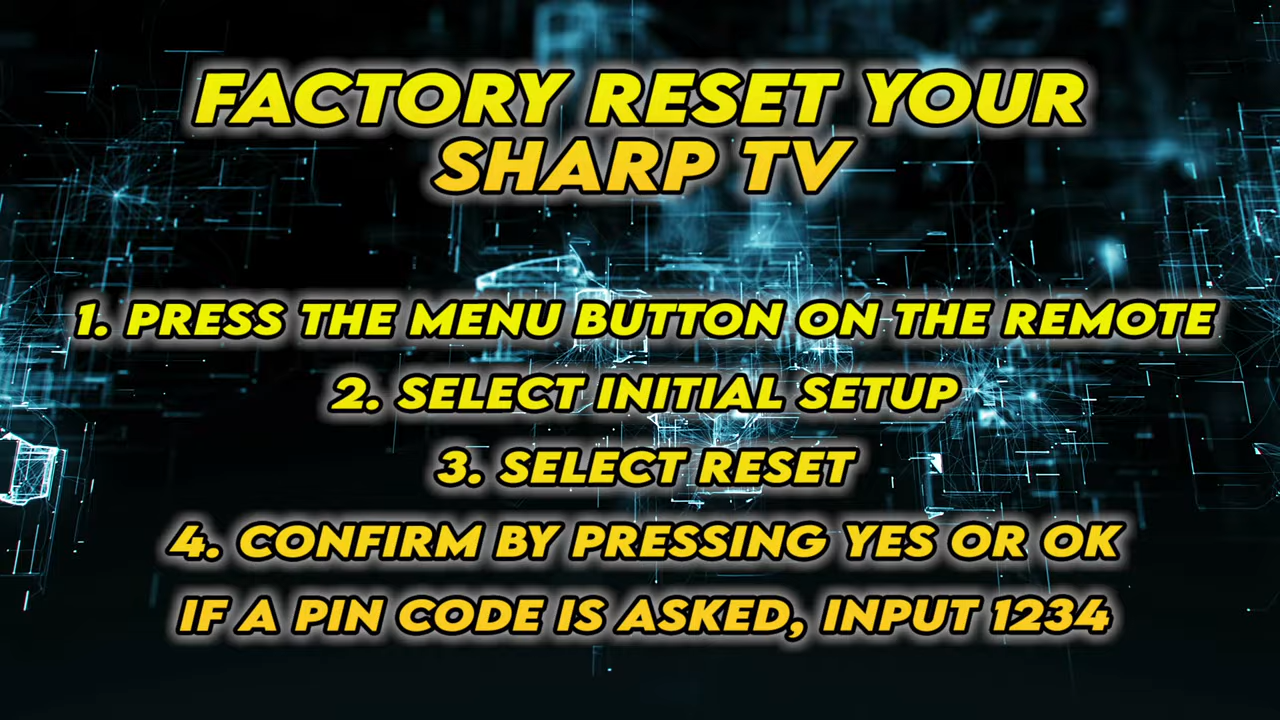 FACTORY RESET YOUR
SHARP TV
1. PRESS THE MENU BUTTON ON THE REMOTE
2. SELECT INITIAL SETUP
3. SELECT RESET
4. CONFIRM BY PRESSING YES OR OK
IF A PIN CODE IS ASKED, INPUT 1234